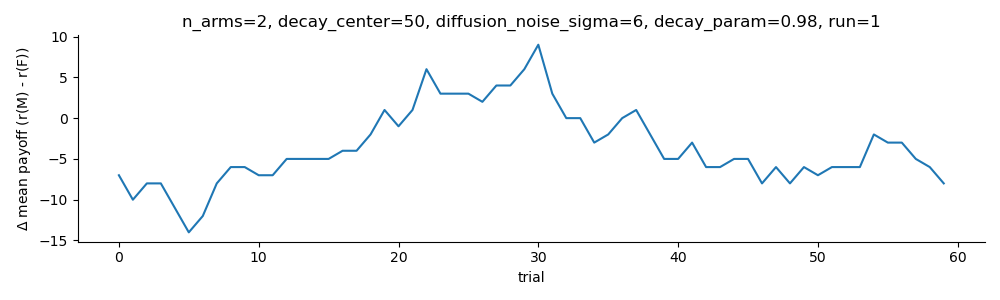 n_arms=2, decay_center=50, diffusion_noise_sigma=6, decay_param=0.98, run=1
Δ mean payoff (r(M) - r(F))
10
5
0
−5
−10
−15
0 10 20 30 40 50 60
trial